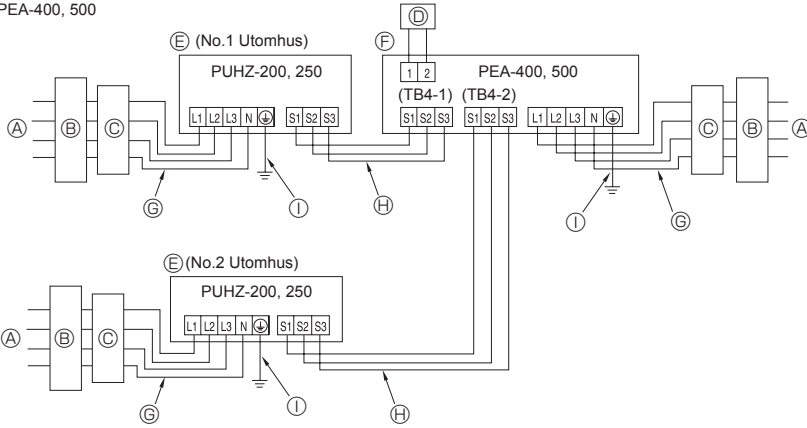 PEA-400, 500
Ⓓ
Ⓔ (No.1 Utomhus)
Ⓕ
PUHZ-200, 250
1 2
PEA-400, 500
(TB4-1) (TB4-2)
L1 L2 L3 N S1 S2 S3
S1 S2 S3 S1 S2 S3 L1 L2 L3 N
Ⓐ Ⓑ Ⓒ
Ⓒ Ⓑ Ⓐ
Ⓖ Ⓘ Ⓗ Ⓘ Ⓖ
Ⓔ (No.2 Utomhus)
PUHZ-200, 250
L1 L2 L3 N S1 S2 S3
Ⓐ Ⓑ Ⓒ
Ⓖ Ⓘ Ⓗ